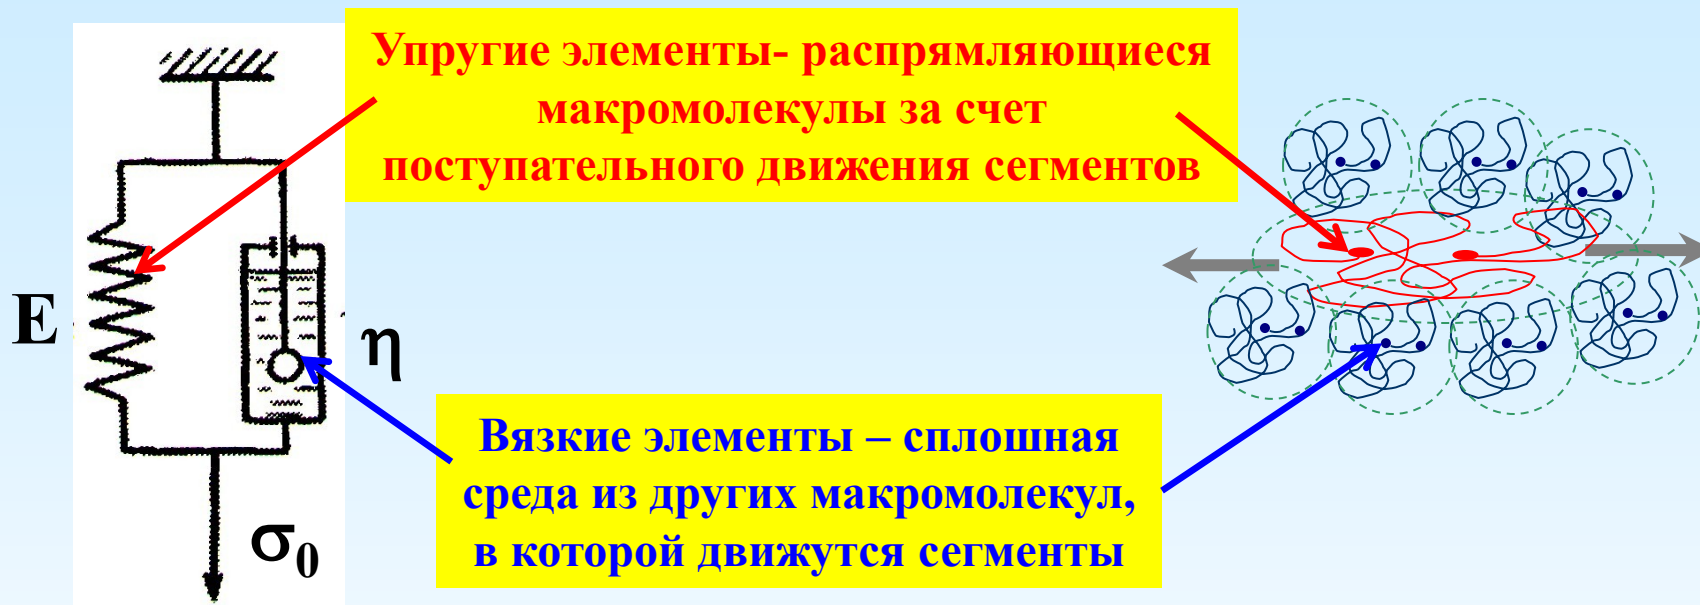 Упругие элементы- распрямляющиеся
макромолекулы за счет
поступательного движения сегментов
E
η
Вязкие элементы – сплошная
среда из других макромолекул,
в которой движутся сегменты
σ₀